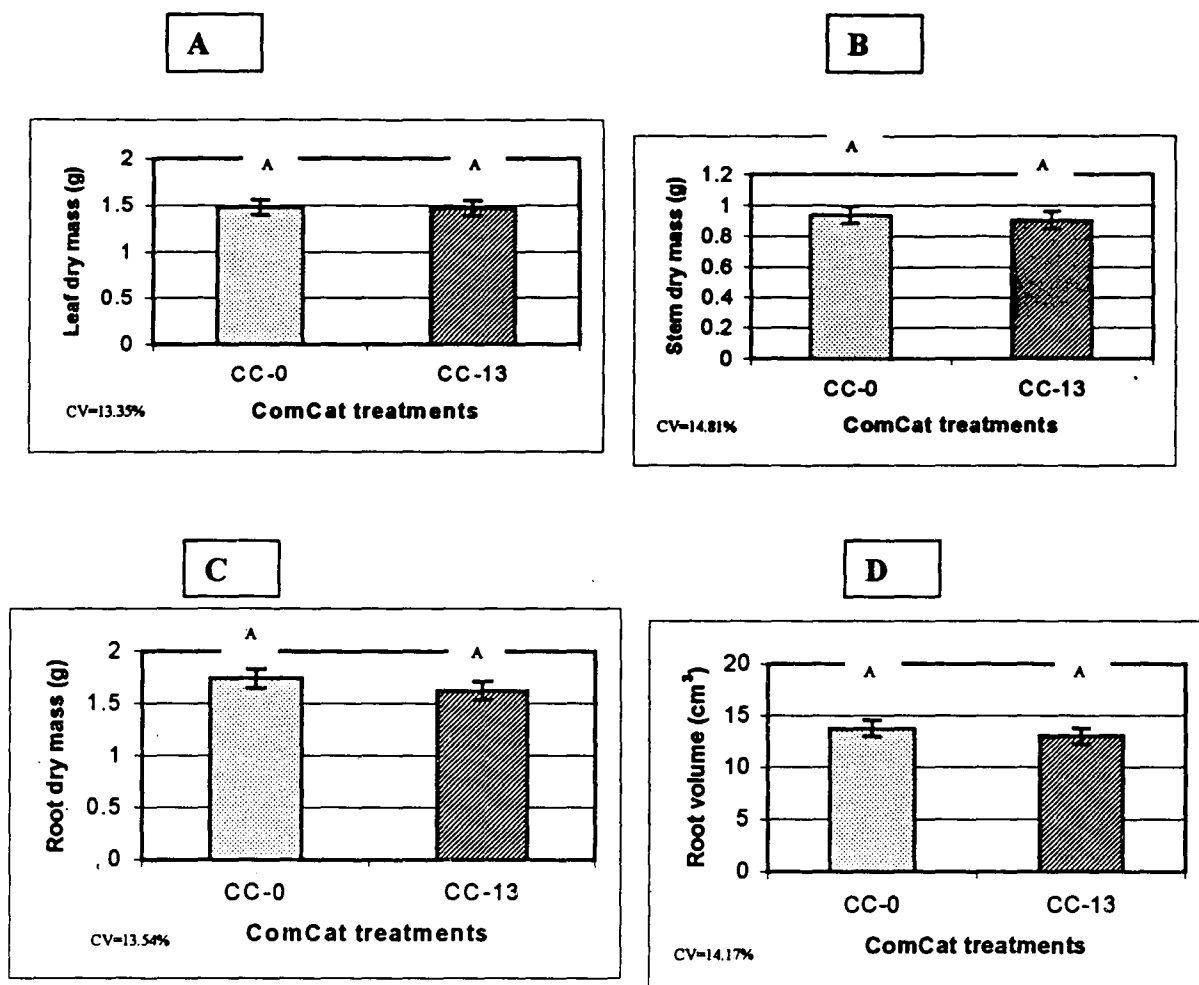 A
B
A A
2
1.5
1
0.5
0
Leaf dry mass (g)
CC-0 CC-13
CV=13.35% ComCat treatments
A A
1.2
1
0.8
0.6
0.4
0.2
0
Stem dry mass (g)
CC-0 CC-13
CV=14.81% ComCat treatments
C
D
A A
2
1.5
1
0.5
0
Root dry mass (g)
CC-0 CC-13
CV=13.54% ComCat treatments
A A
20
15
10
5
0
Root volume (cm³)
CC-0 CC-13
CV=14.17% ComCat treatments